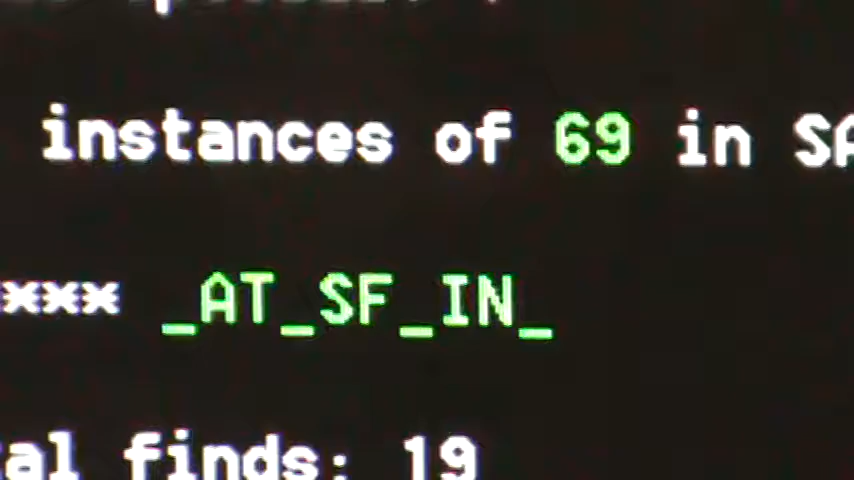 instances of 69 in SA
*** _AT_SF_IN_
al finds: 19